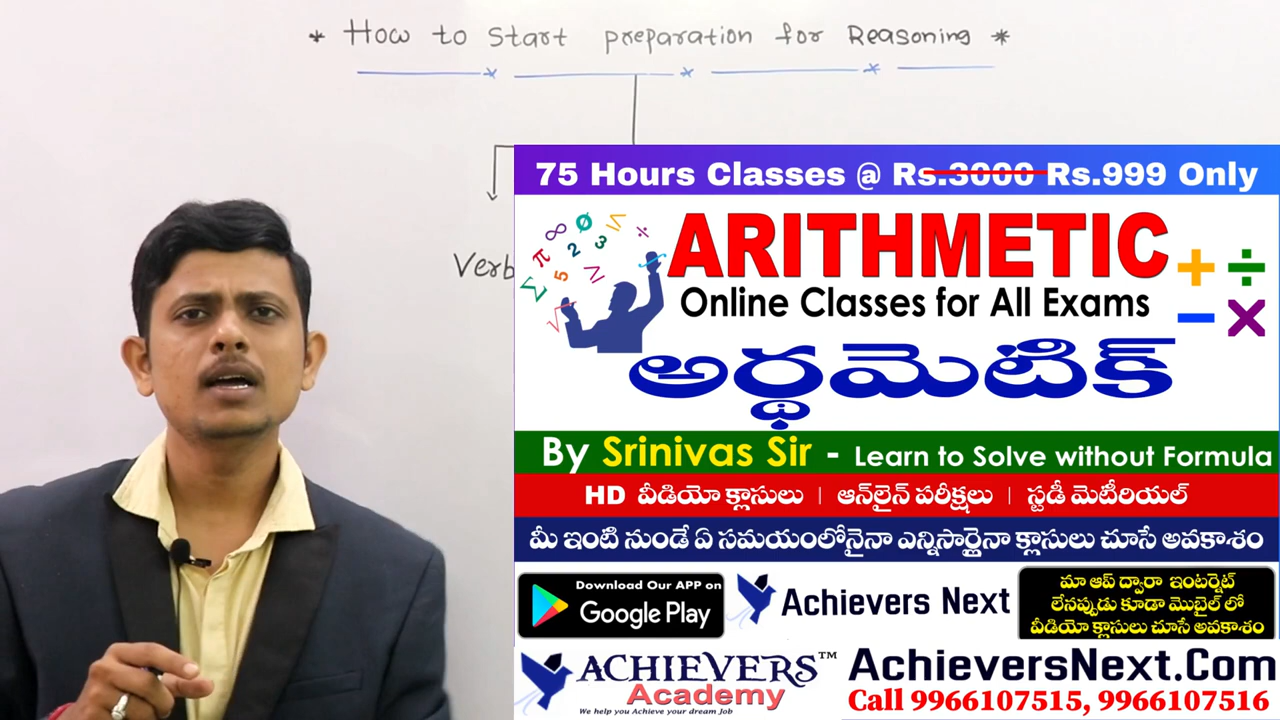 * How to Start preparation for Reasoning *
Verb
75 Hours Classes @ Rs.3000 Rs.999 Only
ARITHMETIC
Online Classes for All Exams
అర్థమెటిక్
By Srinivas Sir - Learn to Solve without Formula
HD వీడియో క్లాసులు | ఆన్‌లైన్ పరీక్షలు | స్టడీ మెటీరియల్
మీ ఇంటి నుండే ఏ సమయంలోనైనా ఎన్నిసార్లైనా క్లాసులు చూసే అవకాశం
Download Our APP on
Google Play
Achievers Next
మా ఆప్ ద్వారా ఇంటర్నెట్
లేనప్పుడు కూడా మొబైల్ లో
వీడియో క్లాసులు చూసే అవకాశం
ACHIEVERS™
Academy
We help you Achieve your dream Job
AchieversNext.Com
Call 9966107515, 9966107516